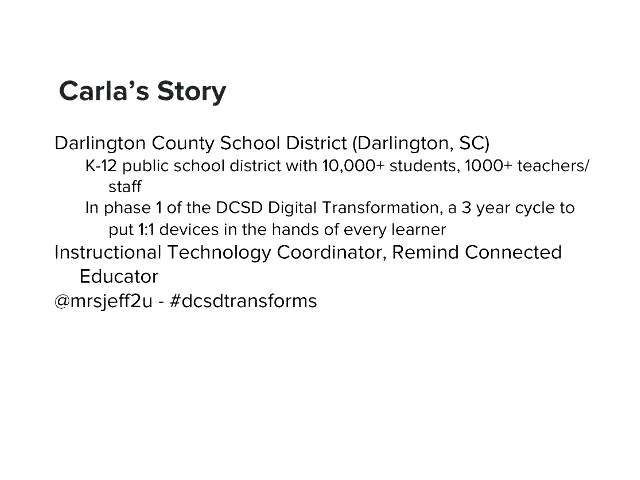 Carla’s Story
Darlington County School District (Darlington, SC)
K-12 public school district with 10,000+ students, 1000+ teachers/
staff
In phase 1 of the DCSD Digital Transformation, a 3 year cycle to
put 1:1 devices in the hands of every learner
Instructional Technology Coordinator, Remind Connected
Educator
@mrsjeff2u - #dcsdtransforms